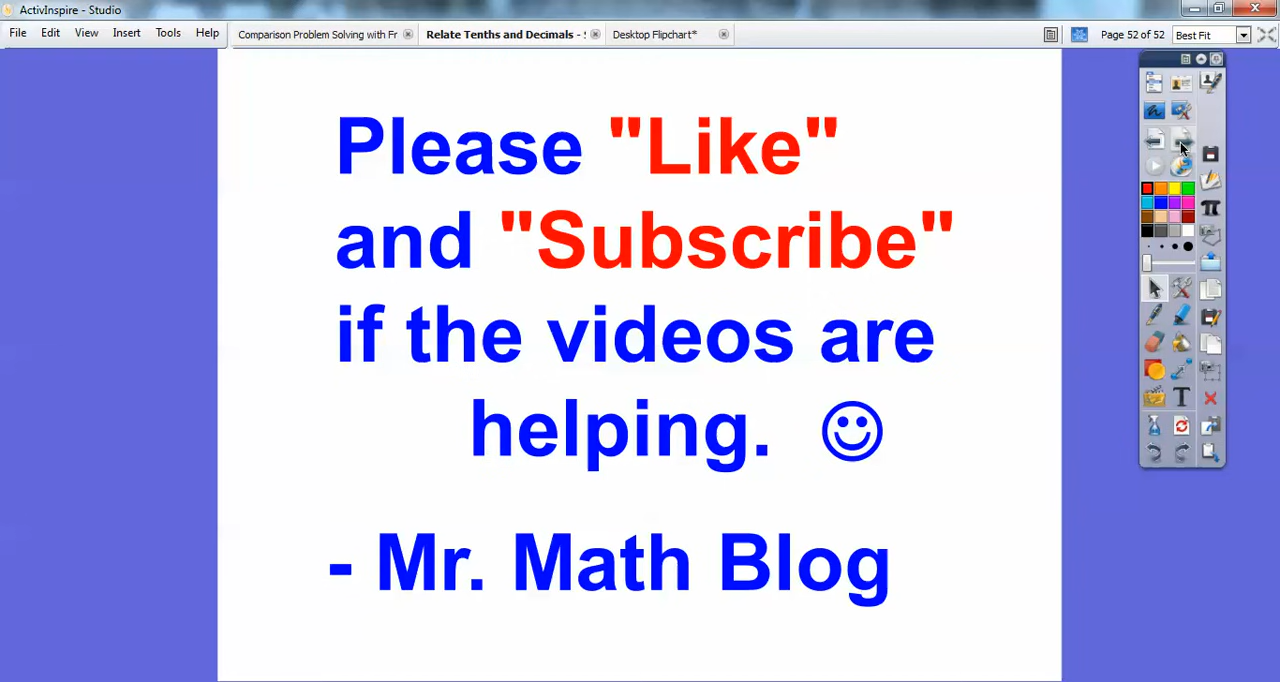 ActivInspire - Studio
File Edit View Insert Tools Help Comparison Problem Solving with Fr Relate Tenths and Decimals - Desktop Flipchart* Page 52 of 52 Best Fit
Please "Like"
and "Subscribe"
if the videos are
helping. ☺
- Mr. Math Blog